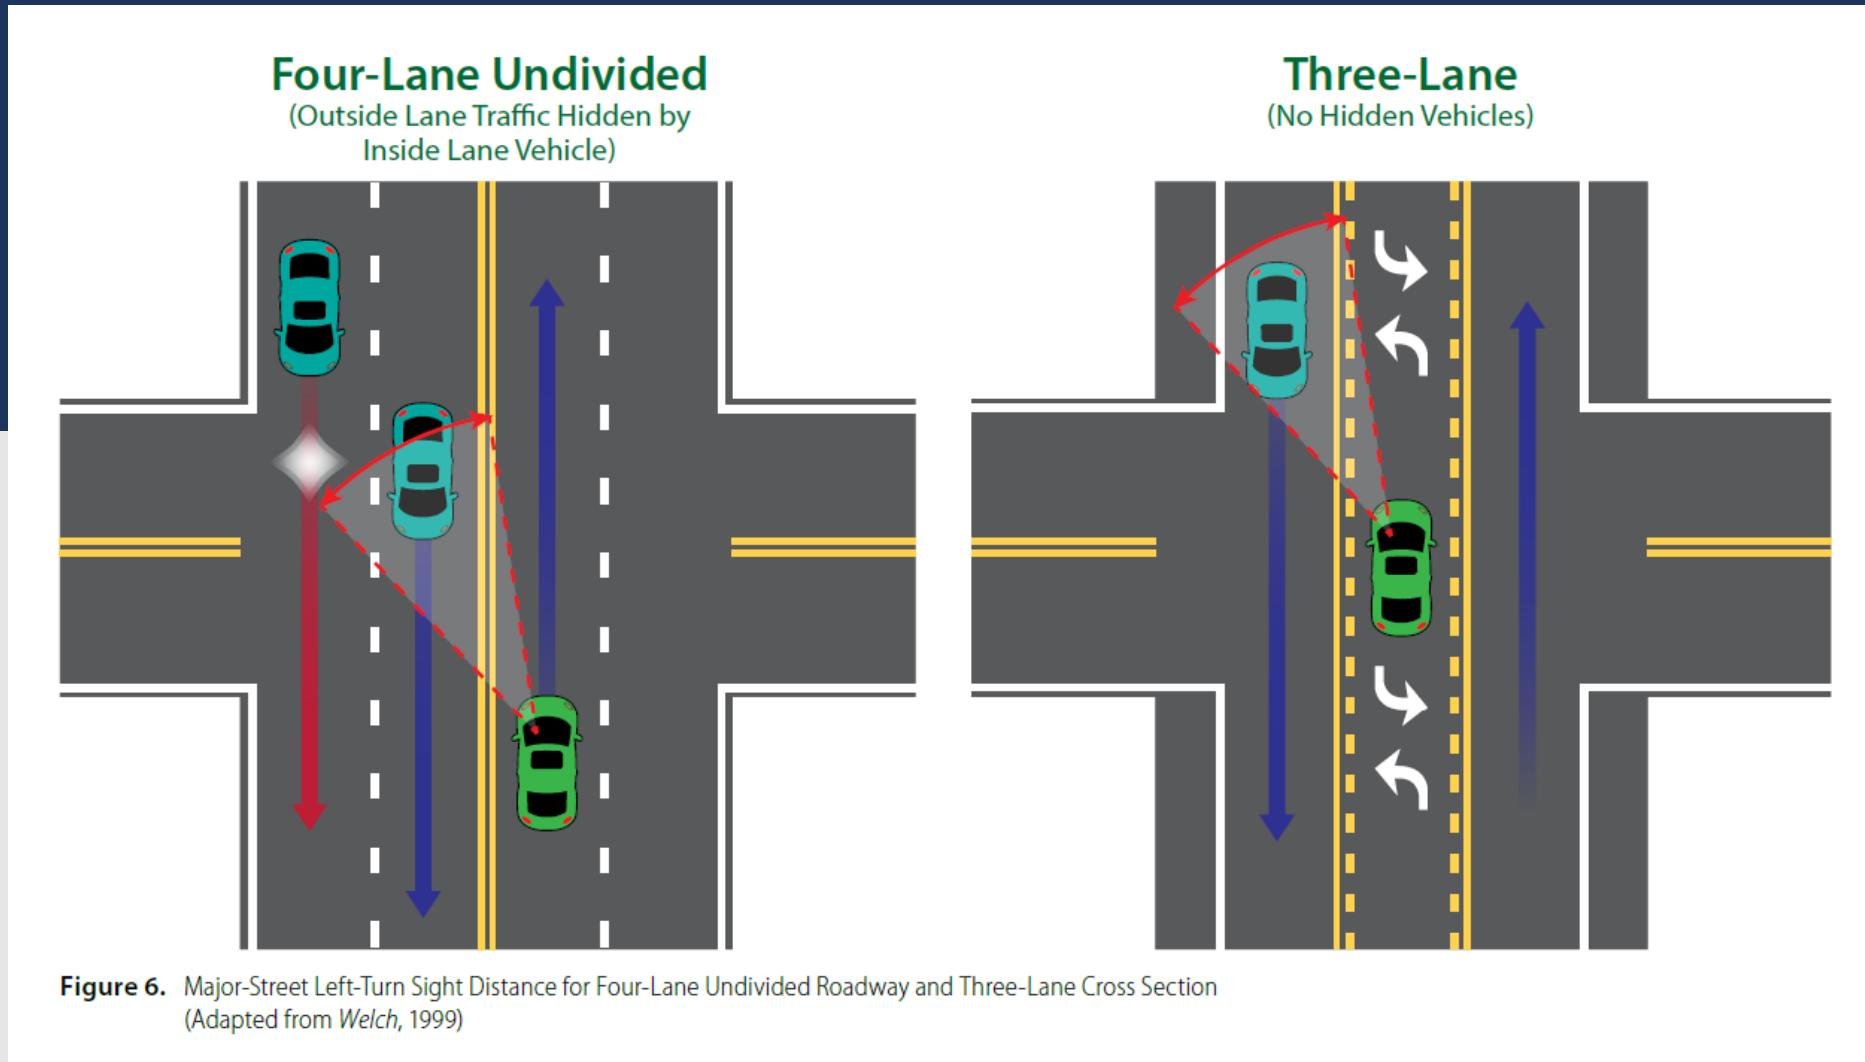 Four-Lane Undivided
(Outside Lane Traffic Hidden by
Inside Lane Vehicle)
Three-Lane
(No Hidden Vehicles)
Figure 6. Major-Street Left-Turn Sight Distance for Four-Lane Undivided Roadway and Three-Lane Cross Section
(Adapted from Welch, 1999)